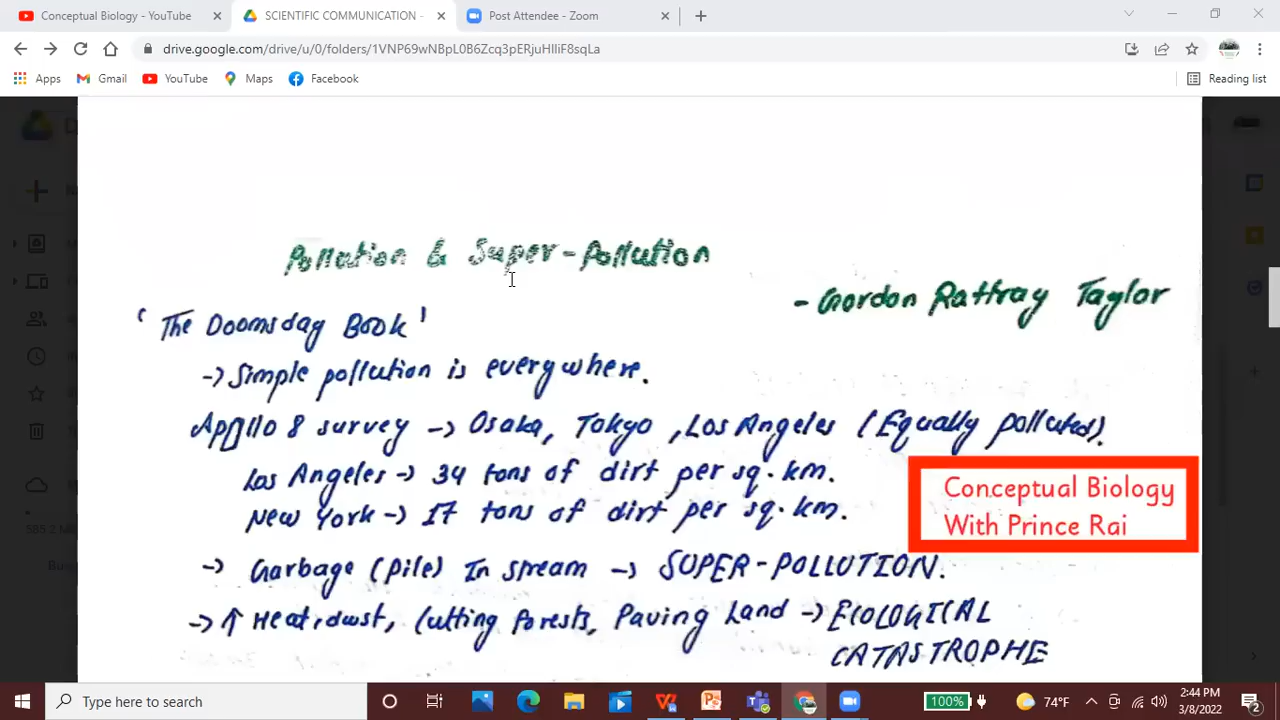 Conceptual Biology - YouTube
SCIENTIFIC COMMUNICATION -
Post Attendee - Zoom
drive.google.com/drive/u/0/folders/1VNP69wNBpL0B6Zcq3pERjuHIliF8sqLa
Apps Gmail YouTube Maps Facebook Reading list
Pollution & Super-Pollution
- Gordon Rattray Taylor
'The Doomsday Book'
-> Simple pollution is everywhere.
Apollo 8 survey -> Osaka, Tokyo, Los Angeles (Equally polluted).
Los Angeles -> 34 tons of dirt per sq. km.
New York -> 17 tons of dirt per sq. km.
Conceptual Biology
With Prince Rai
-> Garbage (pile) In stream -> SUPER-POLLUTION.
-> ↑ Heat, dust, Cutting Forests, Paving Land -> ECOLOGICAL
CATASTROPHE
Type here to search
100%
74°F
2:44 PM
3/8/2022
2